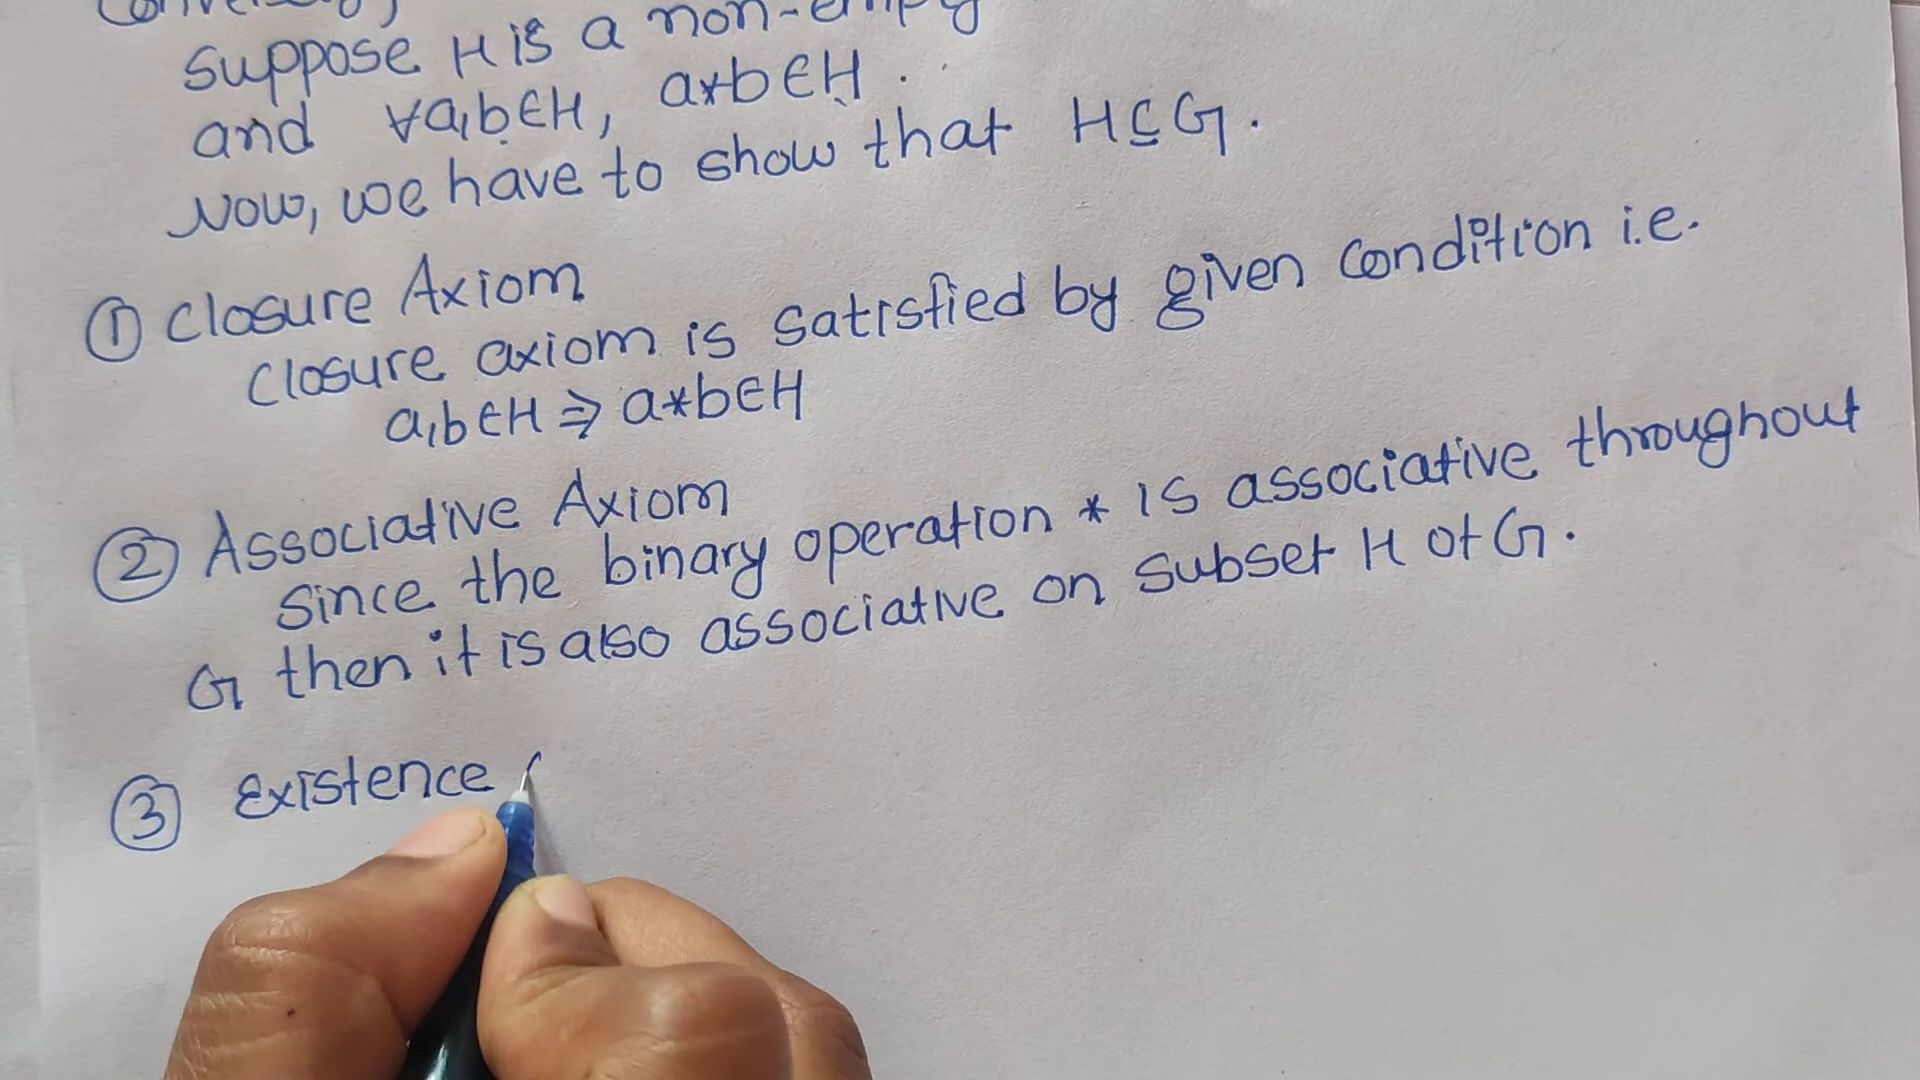 suppose H is a non-empty
and ∀a,b∈H, a*b∈H.
Now, we have to show that H⊆G.
① Closure Axiom
Closure axiom is satisfied by given condition i.e.
a,b∈H ⇒ a*b∈H
② Associative Axiom
Since the binary operation * is associative throughout
G then it is also associative on subset H of G.
③ Existence